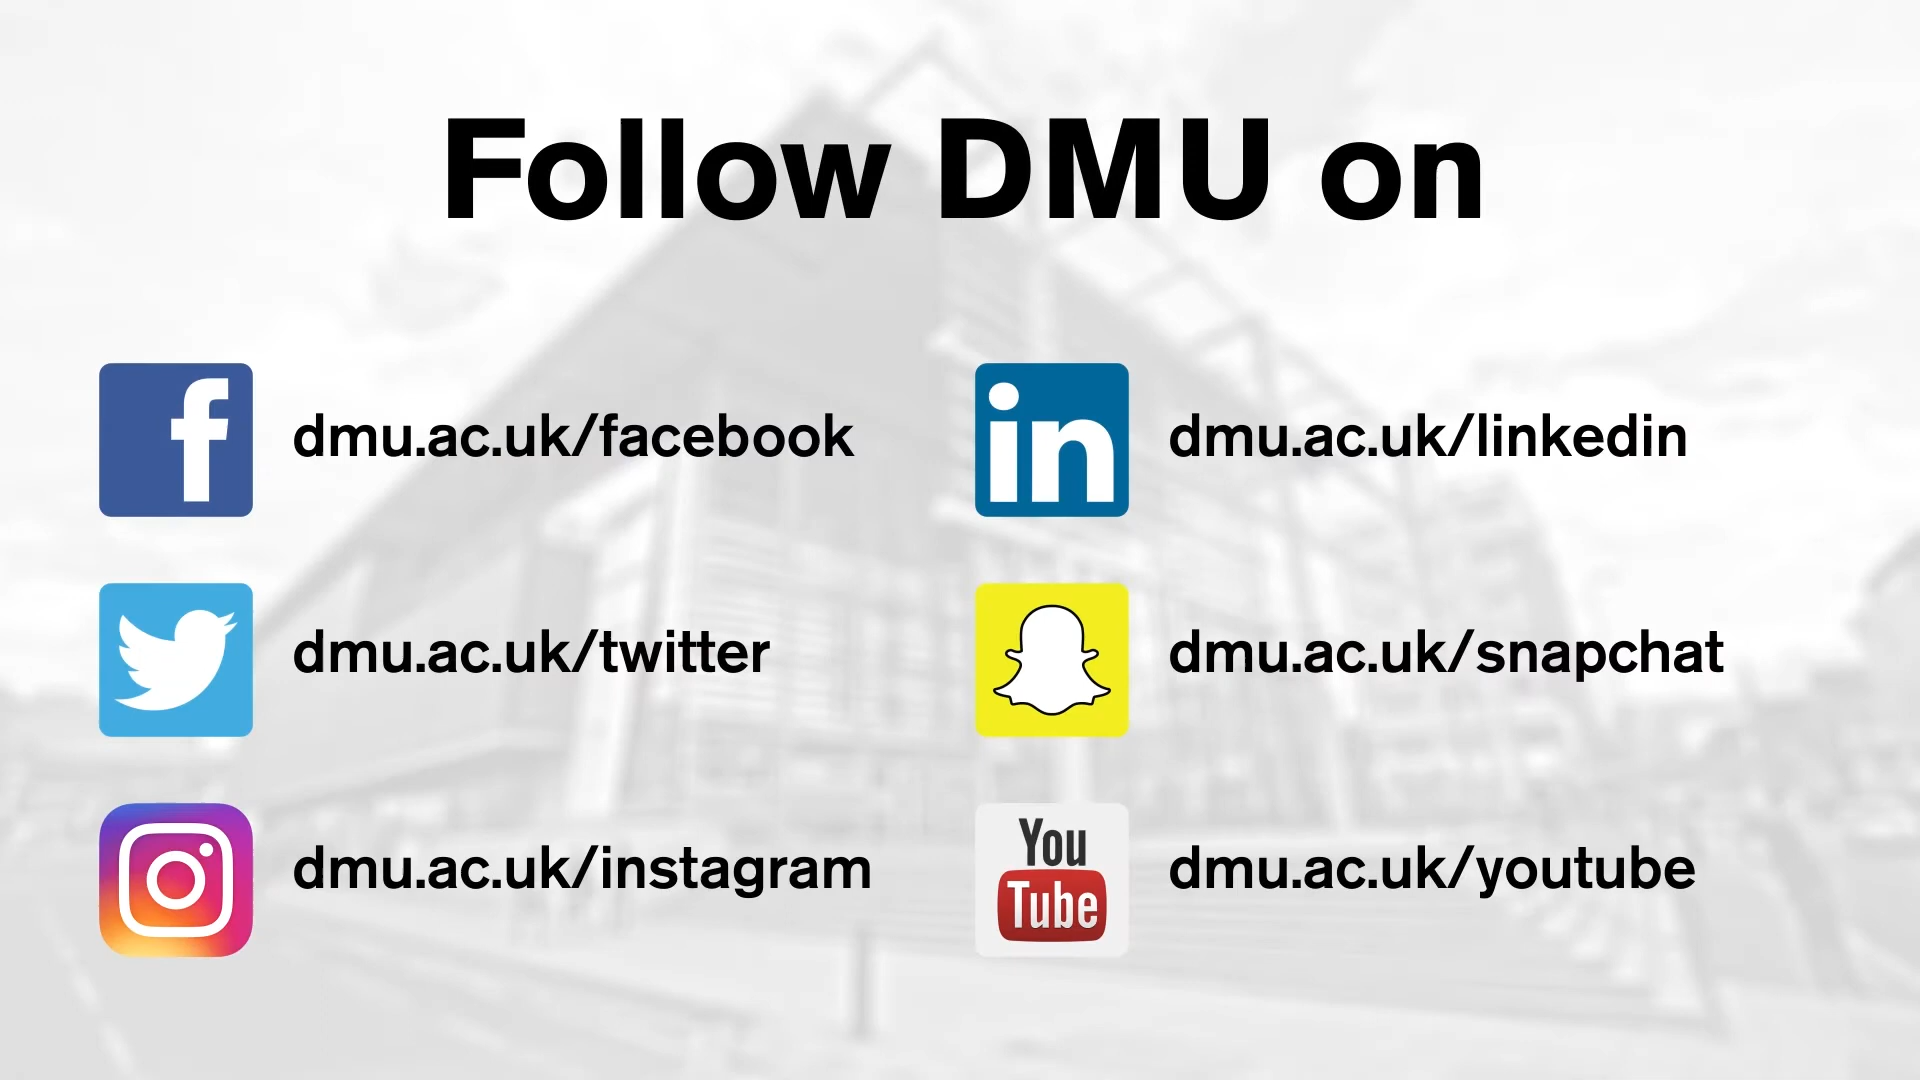 Follow DMU on
dmu.ac.uk/facebook
dmu.ac.uk/twitter
dmu.ac.uk/instagram
in
dmu.ac.uk/linkedin
dmu.ac.uk/snapchat
You
Tube
dmu.ac.uk/youtube